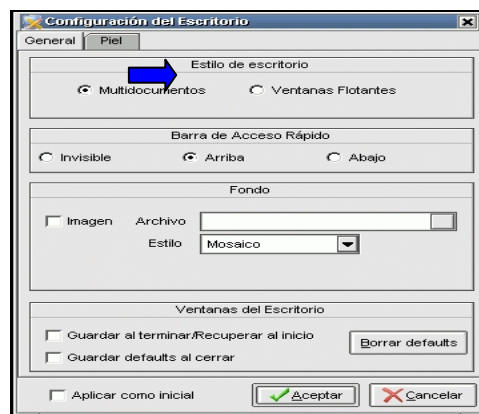 Configuración del Escritorio
General Piel
Estilo de escritorio
Multidocumentos Ventanas Flotantes
Barra de Acceso Rápido
Invisible Arriba Abajo
Fondo
Imagen Archivo
Estilo Mosaico
Ventanas del Escritorio
Guardar al terminar/Recuperar al inicio
Borrar defaults
Guardar defaults al cerrar
Aplicar como inicial Aceptar Cancelar